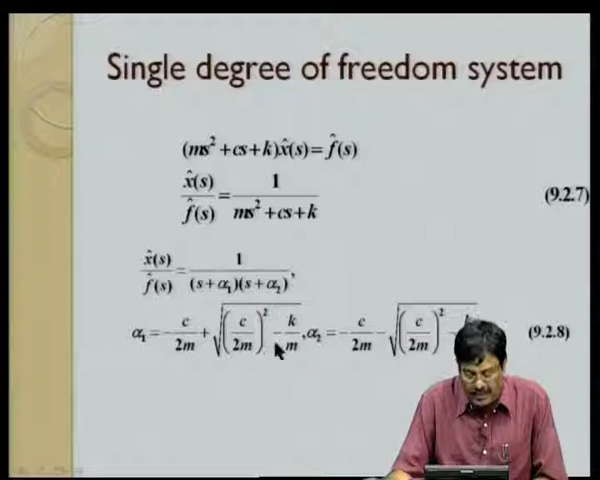 Single degree of freedom system
(ms² + cs + k)x̂(s) = f̂(s)
x̂(s)/f̂(s) = 1/(ms² + cs + k) (9.2.7)
x̂(s)/f̂(s) = 1/((s + α₁)(s + α₂)),
α₁ = −c/2m + √((c/2m)² − k/m), α₂ = −c/2m − √((c/2m)² − k (9.2.8)